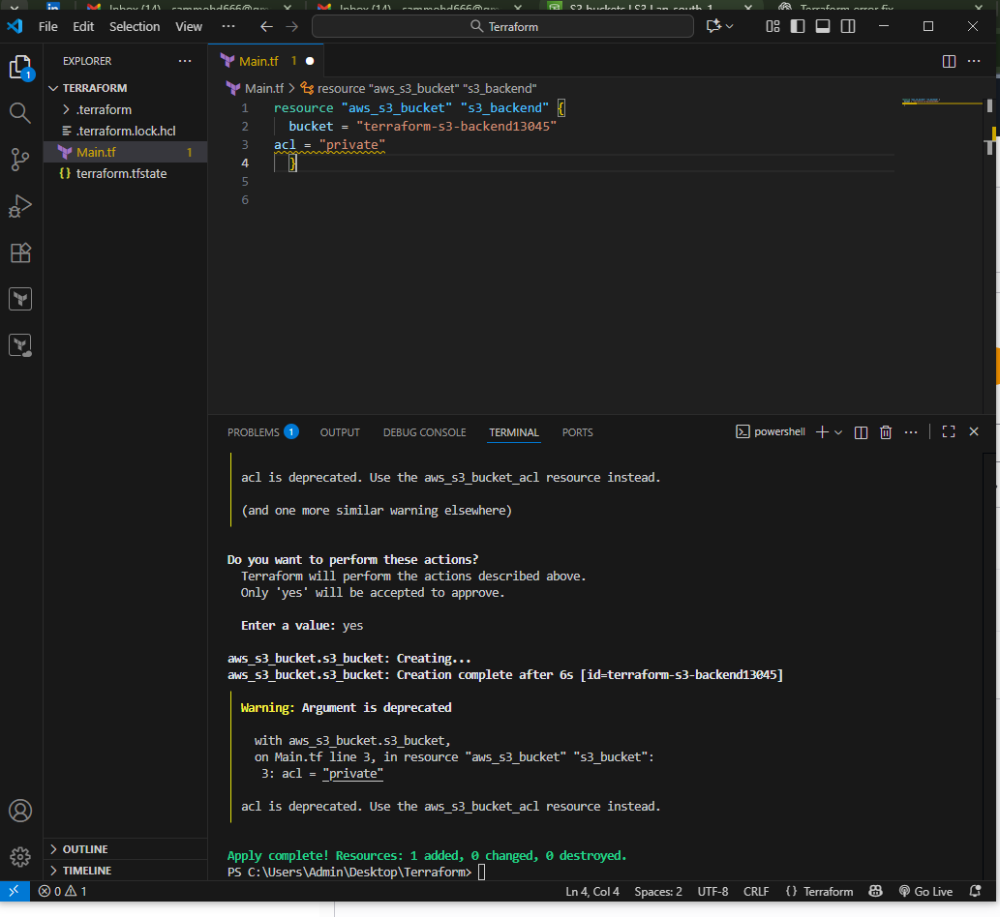 Inbox (14) - sammohd666@gm
Inbox (14) - sammohd666@gm
S3 buckets | S3 | ap-south-1
Terraform error fix
File Edit Selection View ··· Terraform
EXPLORER ···
TERRAFORM
.terraform
.terraform.lock.hcl
Main.tf 1
{} terraform.tfstate
OUTLINE
TIMELINE
1
Main.tf 1
Main.tf > resource "aws_s3_bucket" "s3_backend"
1 resource "aws_s3_bucket" "s3_backend" {
2 bucket = "terraform-s3-backend13045"
3 acl = "private"
4 }
5
6
PROBLEMS 1 OUTPUT DEBUG CONSOLE TERMINAL PORTS powershell
acl is deprecated. Use the aws_s3_bucket_acl resource instead.
(and one more similar warning elsewhere)
Do you want to perform these actions?
Terraform will perform the actions described above.
Only 'yes' will be accepted to approve.
Enter a value: yes
aws_s3_bucket.s3_bucket: Creating...
aws_s3_bucket.s3_bucket: Creation complete after 6s [id=terraform-s3-backend13045]
Warning: Argument is deprecated
with aws_s3_bucket.s3_bucket,
on Main.tf line 3, in resource "aws_s3_bucket" "s3_bucket":
3: acl = "private"
acl is deprecated. Use the aws_s3_bucket_acl resource instead.
Apply complete! Resources: 1 added, 0 changed, 0 destroyed.
PS C:\Users\Admin\Desktop\Terraform>
0 1 Ln 4, Col 4 Spaces: 2 UTF-8 CRLF {} Terraform Go Live